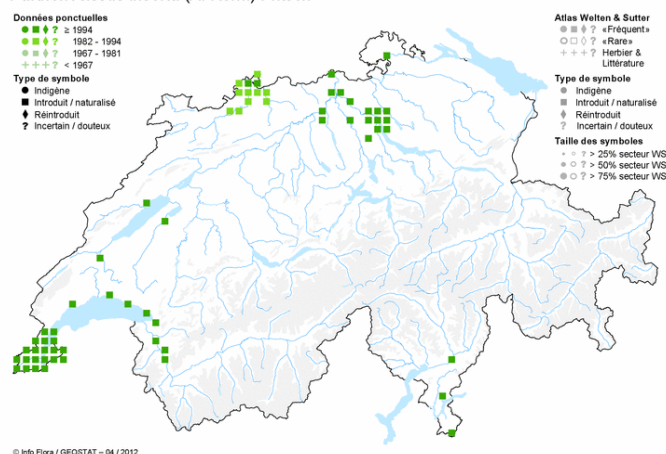 Données ponctuelles
≥ 1994
1982 - 1994
1967 - 1981
< 1967
Type de symbole
Indigène
Introduit / naturalisé
Réintroduit
? Incertain / douteux
Atlas Welten & Sutter
«Fréquent»
«Rare»
Herbier &
Littérature
Type de symbole
Indigène
Introduit / naturalisé
Réintroduit
? Incertain / douteux
Taille des symboles
> 25% secteur WS
> 50% secteur WS
> 75% secteur WS
© Info Flora / GEOSTAT – 04 / 2012